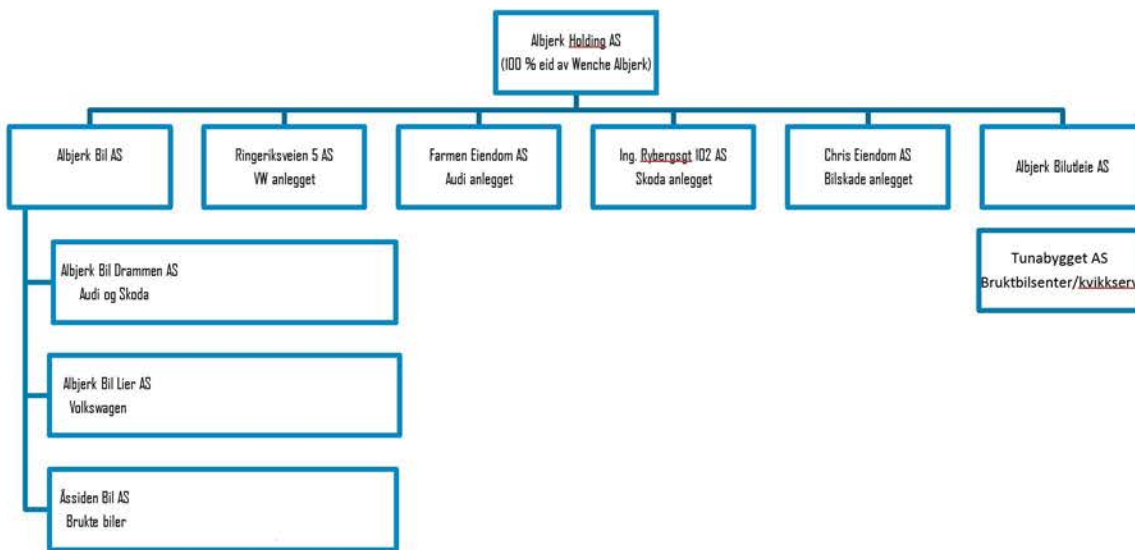 Albjerk Holding AS
(100 % eid av Wenche Albjerk)
Albjerk Bil AS
Ringeriksveien 5 AS
VW anlegget
Farmen Eiendom AS
Audi anlegget
Ing. Rybergsgt 102 AS
Skoda anlegget
Chris Eiendom AS
Bilskade anlegget
Albjerk Bilutleie AS
Tunabygget AS
Bruktbilsenter/kvikkserv
Albjerk Bil Drammen AS
Audi og Skoda
Albjerk Bil Lier AS
Volkswagen
Åssiden Bil AS
Brukte biler